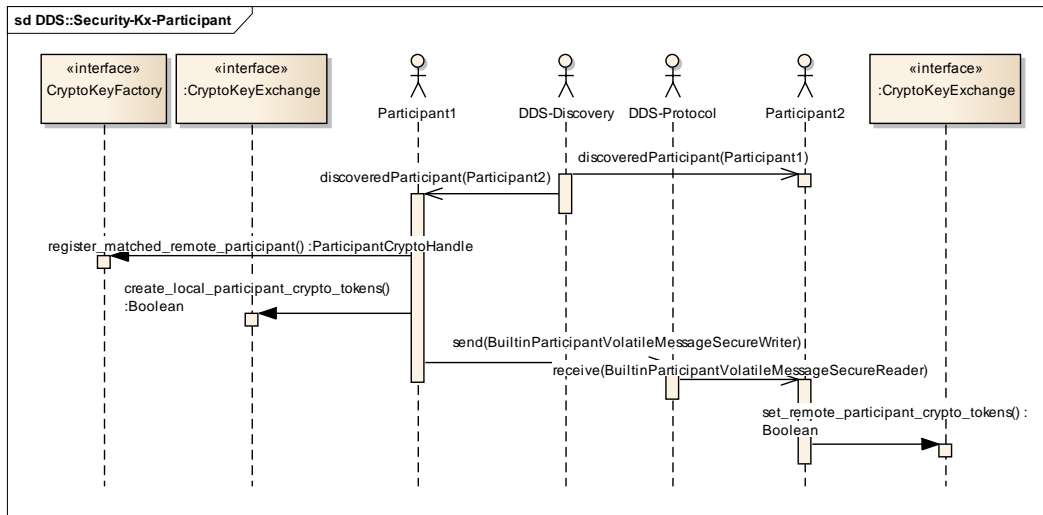 sd DDS::Security-Kx-Participant
«interface»
CryptoKeyFactory
«interface»
:CryptoKeyExchange
Participant1
DDS-Discovery
DDS-Protocol
Participant2
«interface»
:CryptoKeyExchange
discoveredParticipant(Participant1)
discoveredParticipant(Participant2)
register_matched_remote_participant() :ParticipantCryptoHandle
create_local_participant_crypto_tokens()
:Boolean
send(BuiltinParticipantVolatileMessageSecureWriter)
receive(BuiltinParticipantVolatileMessageSecureReader)
set_remote_participant_crypto_tokens() :
Boolean